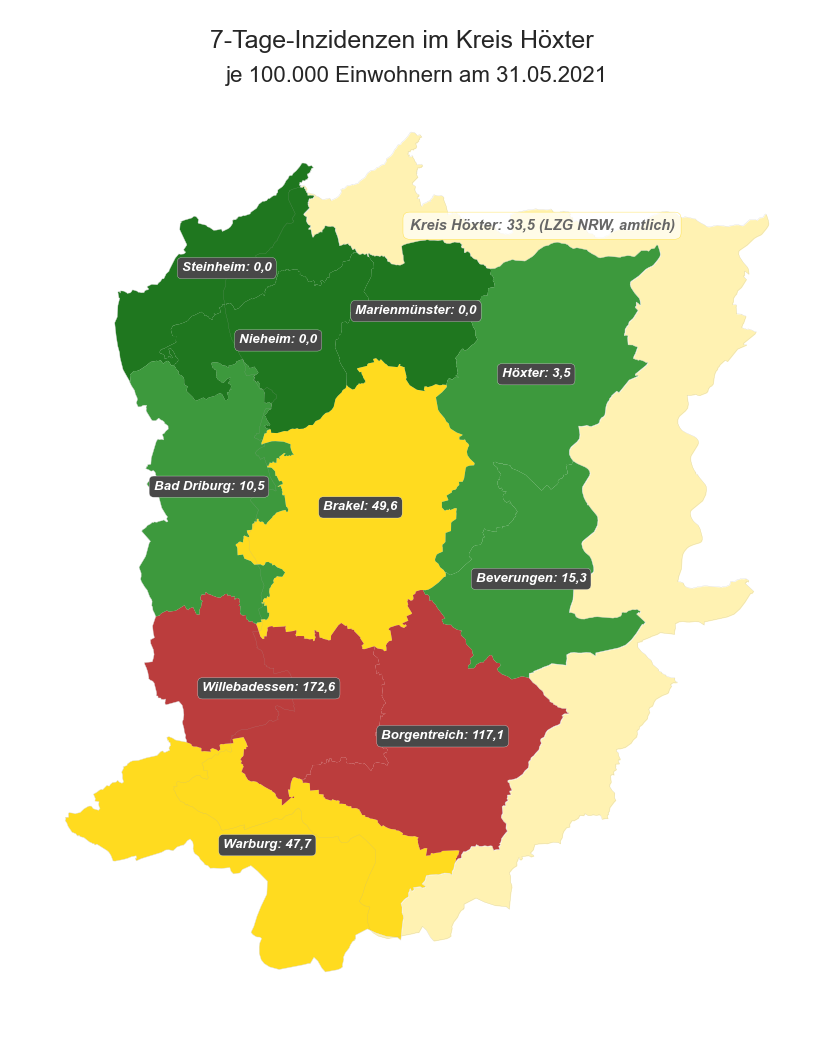 7-Tage-Inzidenzen im Kreis Höxter
je 100.000 Einwohnern am 31.05.2021
Kreis Höxter: 33,5 (LZG NRW, amtlich)
Steinheim: 0,0
Marienmünster: 0,0
Nieheim: 0,0
Höxter: 3,5
Bad Driburg: 10,5
Brakel: 49,6
Beverungen: 15,3
Willebadessen: 172,6
Borgentreich: 117,1
Warburg: 47,7